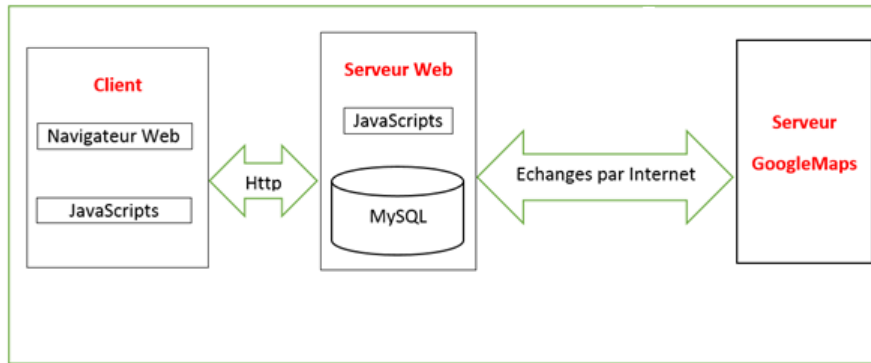 Client
Navigateur Web
JavaScripts
Http
Serveur Web
JavaScripts
MySQL
Echanges par Internet
Serveur
GoogleMaps